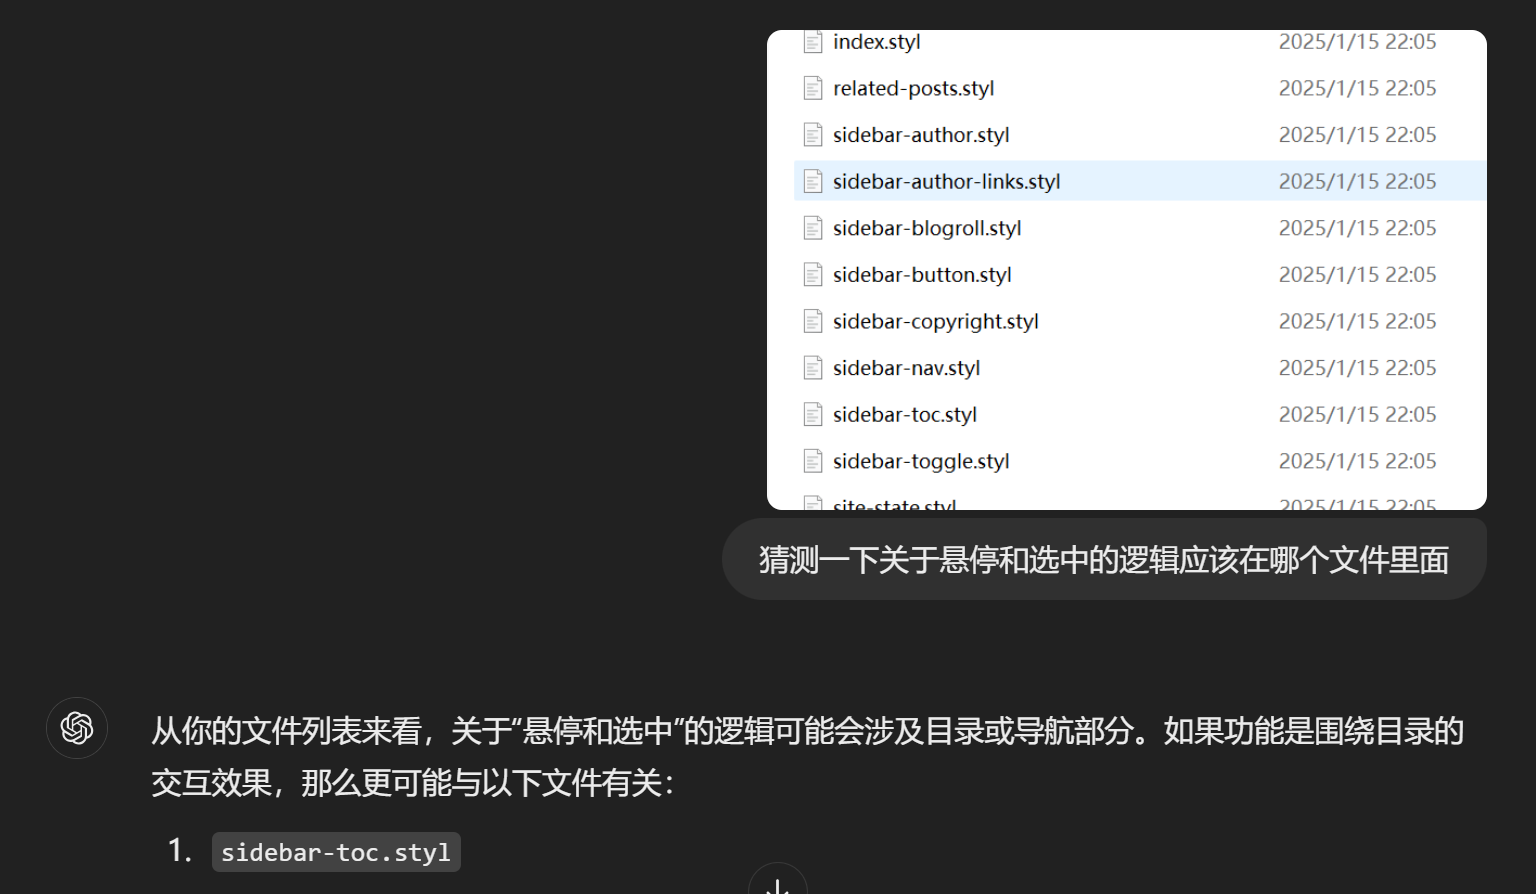 index.styl 2025/1/15 22:05
related-posts.styl 2025/1/15 22:05
sidebar-author.styl 2025/1/15 22:05
sidebar-author-links.styl 2025/1/15 22:05
sidebar-blogroll.styl 2025/1/15 22:05
sidebar-button.styl 2025/1/15 22:05
sidebar-copyright.styl 2025/1/15 22:05
sidebar-nav.styl 2025/1/15 22:05
sidebar-toc.styl 2025/1/15 22:05
sidebar-toggle.styl 2025/1/15 22:05
site-state.styl 2025/1/15 22:05
猜测一下关于悬停和选中的逻辑应该在哪个文件里面
从你的文件列表来看，关于“悬停和选中”的逻辑可能会涉及目录或导航部分。如果功能是围绕目录的
交互效果，那么更可能与以下文件有关：
1. sidebar-toc.styl